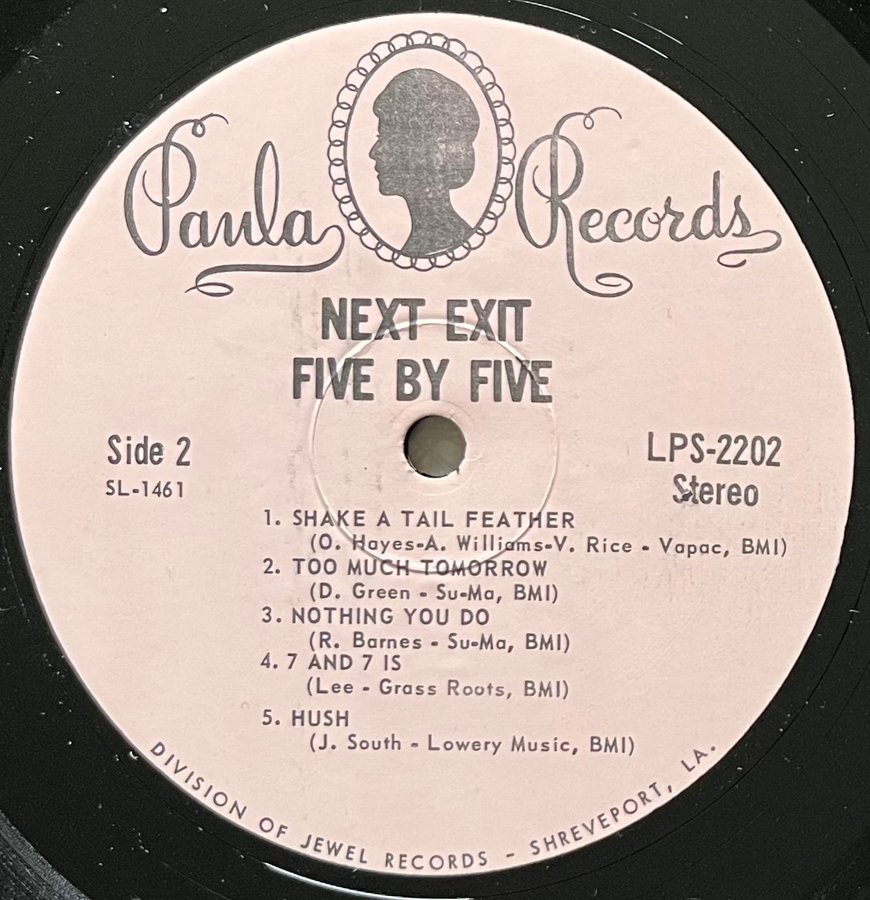 Paula Records
NEXT EXIT
FIVE BY FIVE
Side 2
SL-1461
LPS-2202
Stereo
1. SHAKE A TAIL FEATHER
(O. Hayes-A. Williams-V. Rice - Vapac, BMI)
2. TOO MUCH TOMORROW
(D. Green - Su-Ma, BMI)
3. NOTHING YOU DO
(R. Barnes - Su-Ma, BMI)
4. 7 AND 7 IS
(Lee - Grass Roots, BMI)
5. HUSH
(J. South - Lowery Music, BMI)
DIVISION OF JEWEL RECORDS - SHREVEPORT, LA.